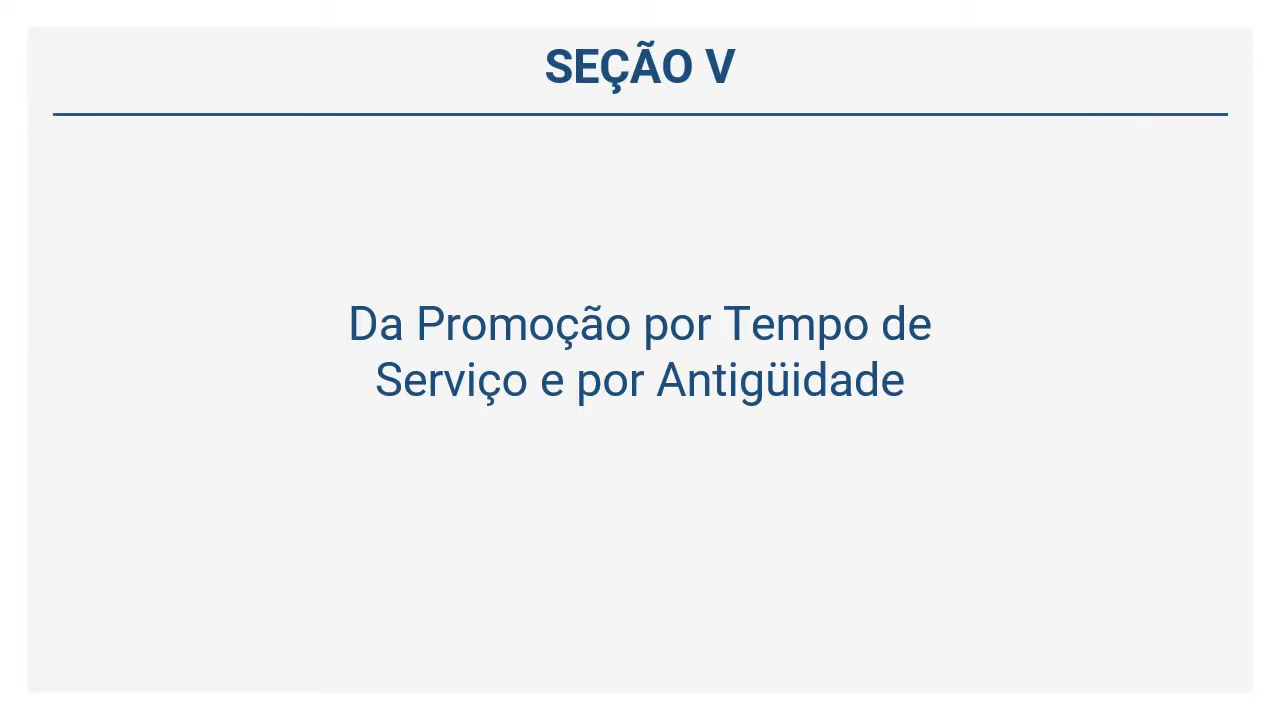 SEÇÃO V
Da Promoção por Tempo de
Serviço e por Antigüidade